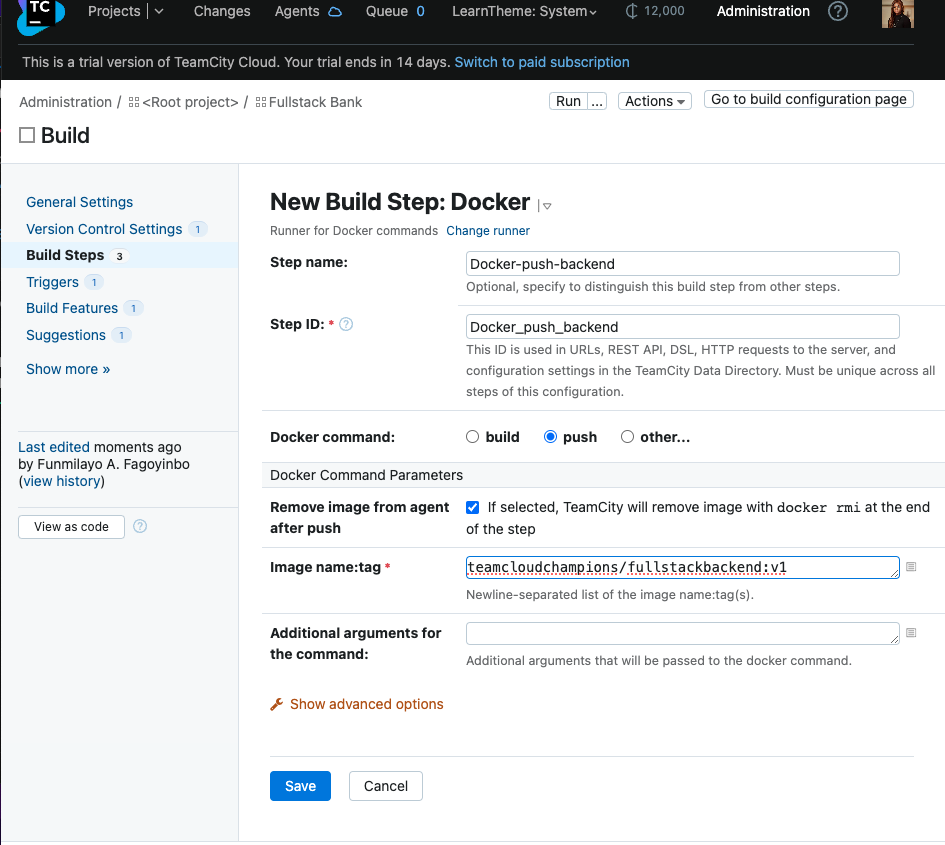 TC
Projects
Changes
Agents
Queue 0
LearnTheme: System
12,000
Administration
?
This is a trial version of TeamCity Cloud. Your trial ends in 14 days. Switch to paid subscription
Administration / <Root project> / Fullstack Bank
Run ...
Actions
Go to build configuration page
Build
General Settings
Version Control Settings 1
Build Steps 3
Triggers 1
Build Features 1
Suggestions 1
Show more »
Last edited moments ago
by Funmilayo A. Fagoyinbo
(view history)
View as code
?
New Build Step: Docker
Runner for Docker commands Change runner
Step name:
Docker-push-backend
Optional, specify to distinguish this build step from other steps.
Step ID: * ?
Docker_push_backend
This ID is used in URLs, REST API, DSL, HTTP requests to the server, and
configuration settings in the TeamCity Data Directory. Must be unique across all
steps of this configuration.
Docker command:
build push other...
Docker Command Parameters
Remove image from agent
after push
If selected, TeamCity will remove image with docker rmi at the end
of the step
Image name:tag *
teamcloudchampions/fullstackbackend:v1
Newline-separated list of the image name:tag(s).
Additional arguments for
the command:
Additional arguments that will be passed to the docker command.
Show advanced options
Save
Cancel